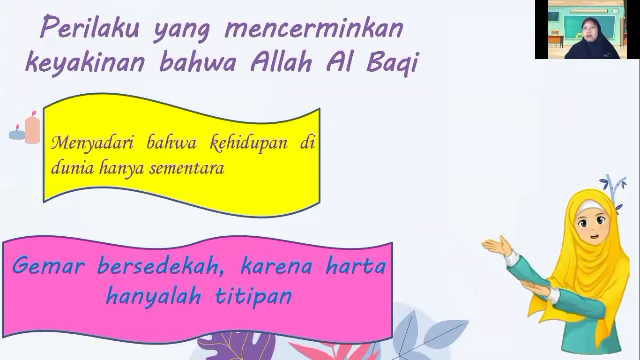 Perilaku yang mencerminkan
keyakinan bahwa Allah Al Baqi
Menyadari bahwa kehidupan di
dunia hanya sementara
Gemar bersedekah, karena harta
hanyalah titipan